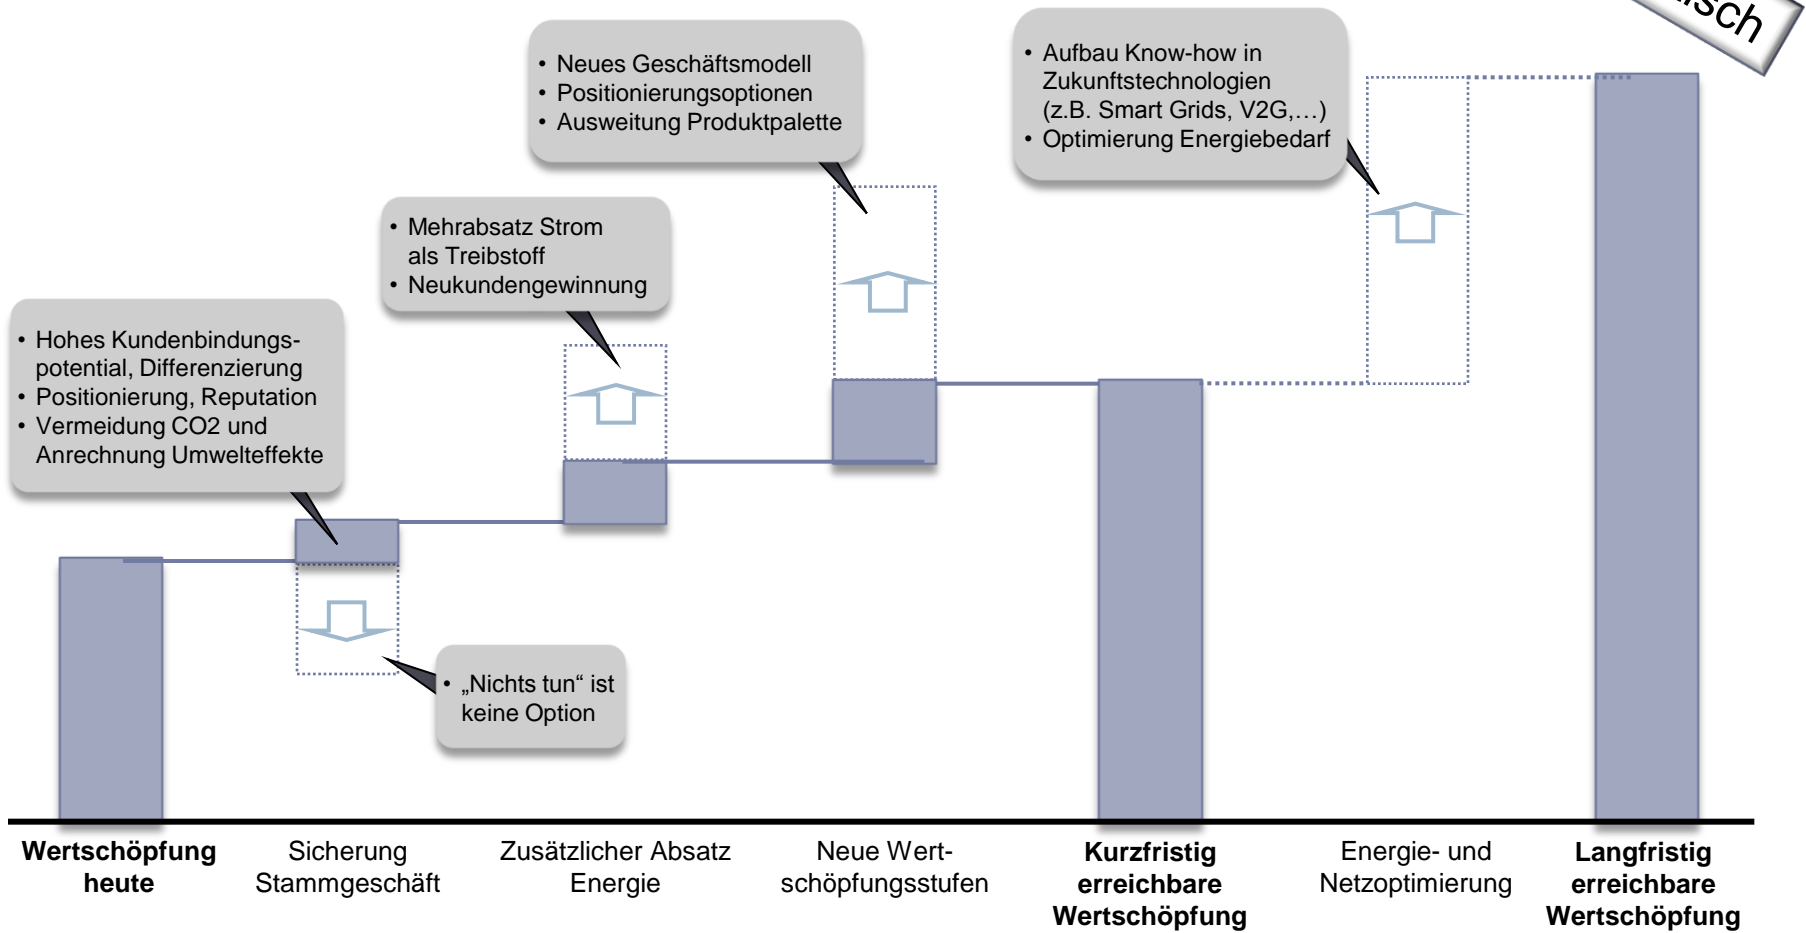 • Neues Geschäftsmodell
• Positionierungsoptionen
• Ausweitung Produktpalette
• Aufbau Know-how in
Zukunftstechnologien
(z.B. Smart Grids, V2G,…)
• Optimierung Energiebedarf
• Mehrabsatz Strom
als Treibstoff
• Neukundengewinnung
• Hohes Kundenbindungs-
potential, Differenzierung
• Positionierung, Reputation
• Vermeidung CO2 und
Anrechnung Umwelteffekte
• „Nichts tun“ ist
keine Option
Wertschöpfung
heute
Sicherung
Stammgeschäft
Zusätzlicher Absatz
Energie
Neue Wert-
schöpfungsstufen
Kurzfristig
erreichbare
Wertschöpfung
Energie- und
Netzoptimierung
Langfristig
erreichbare
Wertschöpfung